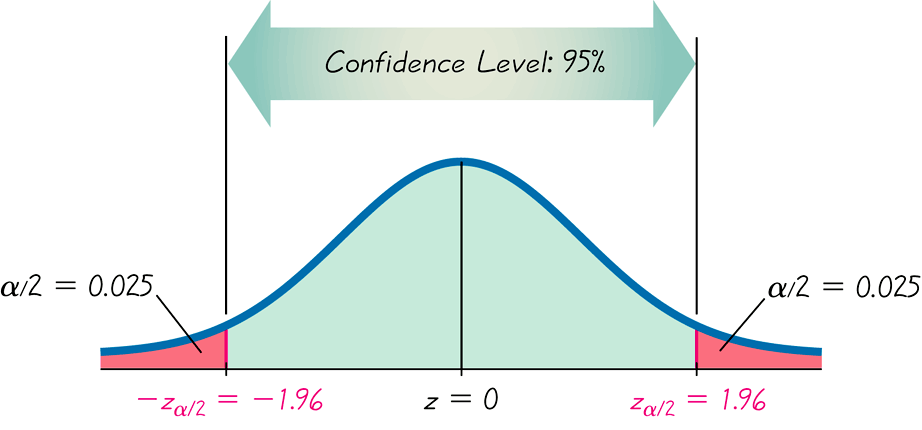 Confidence Level: 95%
α/2 = 0.025
α/2 = 0.025
−zα/2 = −1.96
z = 0
zα/2 = 1.96